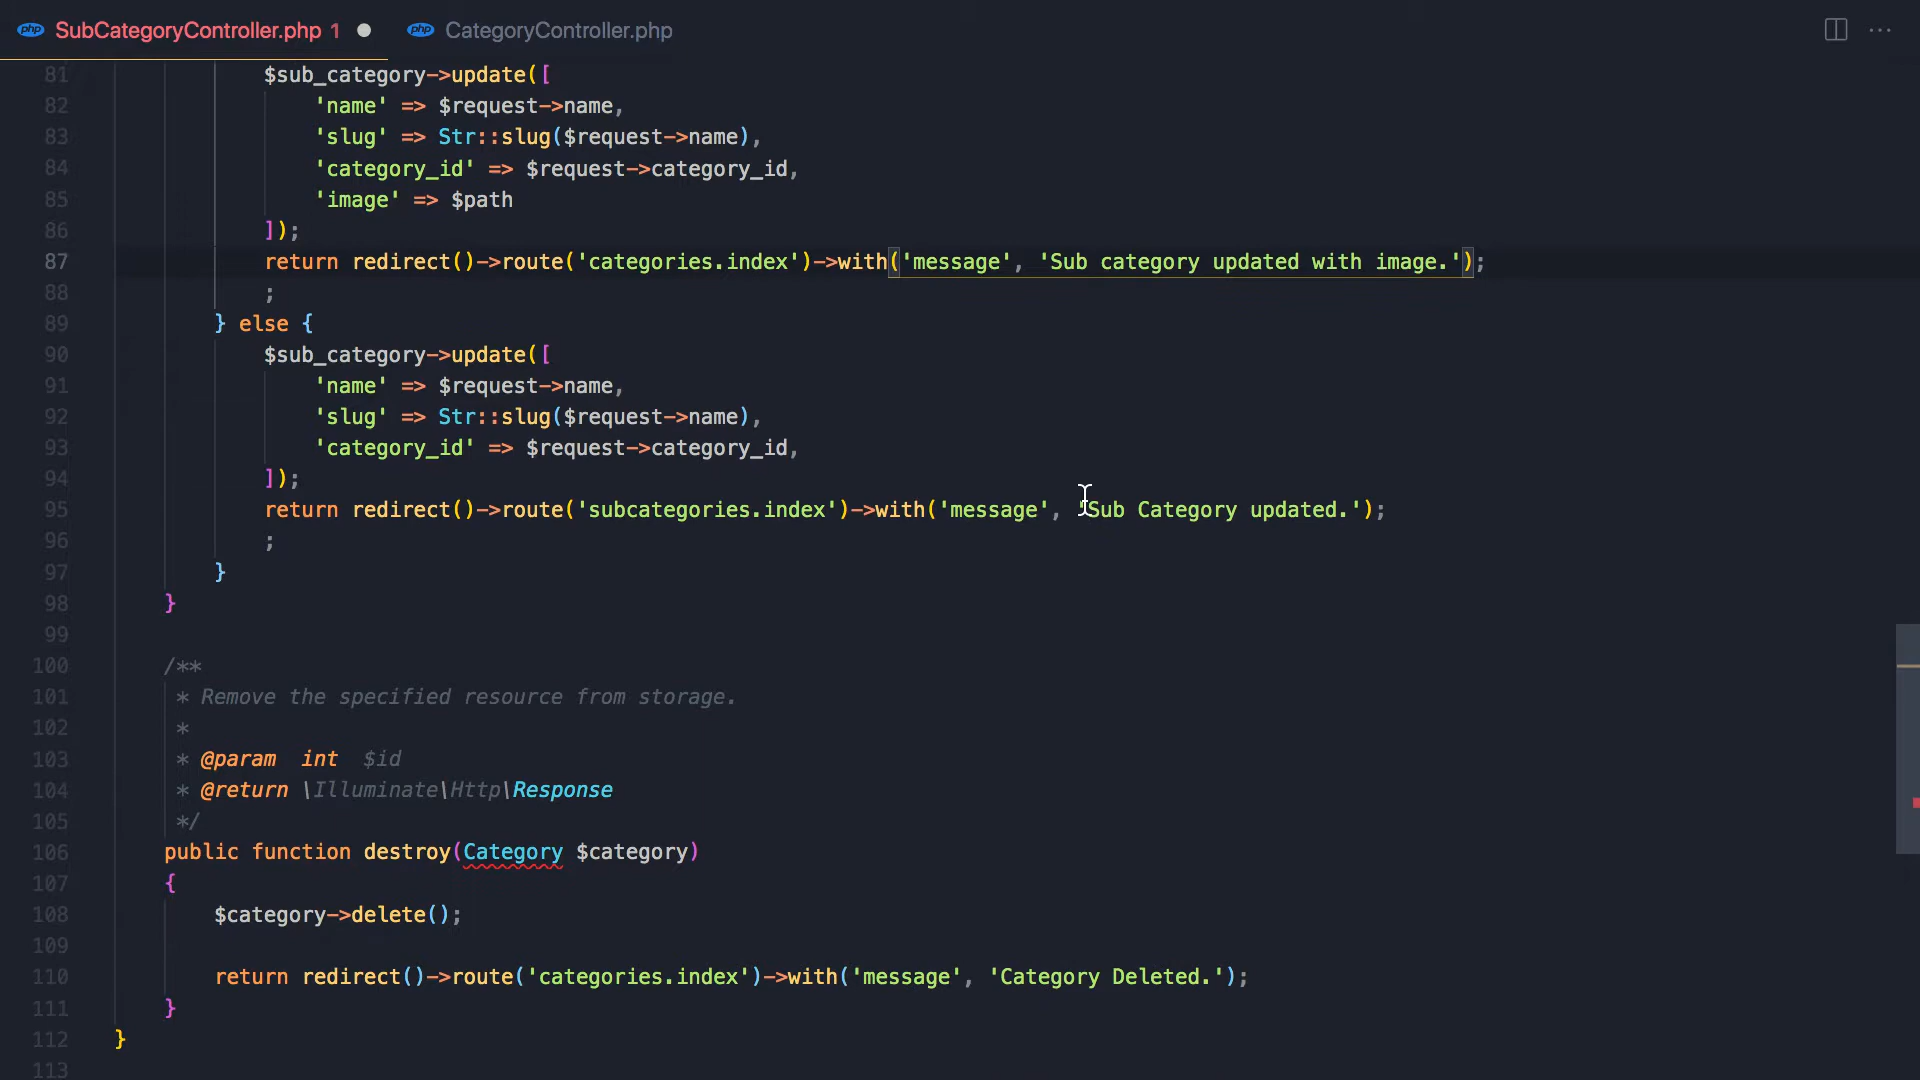 php SubCategoryController.php 1 ● php CategoryController.php ...
81 $sub_category->update([
82 'name' => $request->name,
83 'slug' => Str::slug($request->name),
84 'category_id' => $request->category_id,
85 'image' => $path
86 ]);
87 return redirect()->route('categories.index')->with('message', 'Sub category updated with image.');
88 ;
89 } else {
90 $sub_category->update([
91 'name' => $request->name,
92 'slug' => Str::slug($request->name),
93 'category_id' => $request->category_id,
94 ]);
95 return redirect()->route('subcategories.index')->with('message', 'Sub Category updated.');
96 ;
97 }
98 }
99
100 /**
101 * Remove the specified resource from storage.
102 *
103 * @param int $id
104 * @return \Illuminate\Http\Response
105 */
106 public function destroy(Category $category)
107 {
108 $category->delete();
109
110 return redirect()->route('categories.index')->with('message', 'Category Deleted.');
111 }
112 }
113